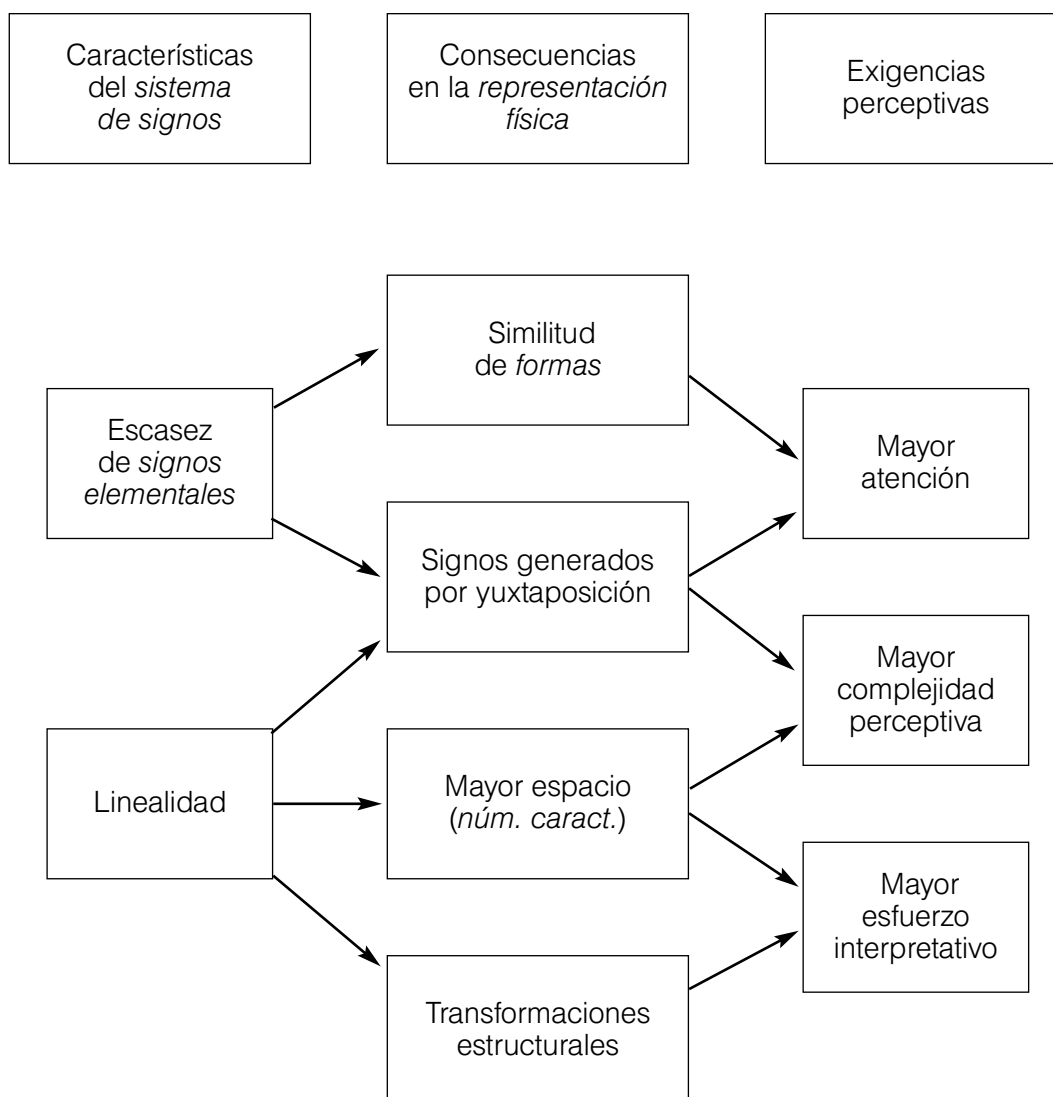 Características
del sistema
de signos
Consecuencias
en la representación
física
Exigencias
perceptivas
Similitud
de formas
Escasez
de signos
elementales
Mayor
atención
Signos generados
por yuxtaposición
Mayor
complejidad
perceptiva
Linealidad
Mayor espacio
(núm. caract.)
Mayor
esfuerzo
interpretativo
Transformaciones
estructurales